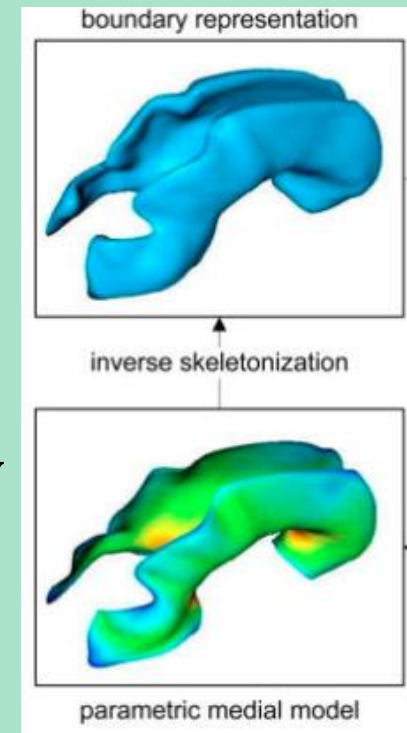 boundary representation
inverse skeletonization
parametric medial model